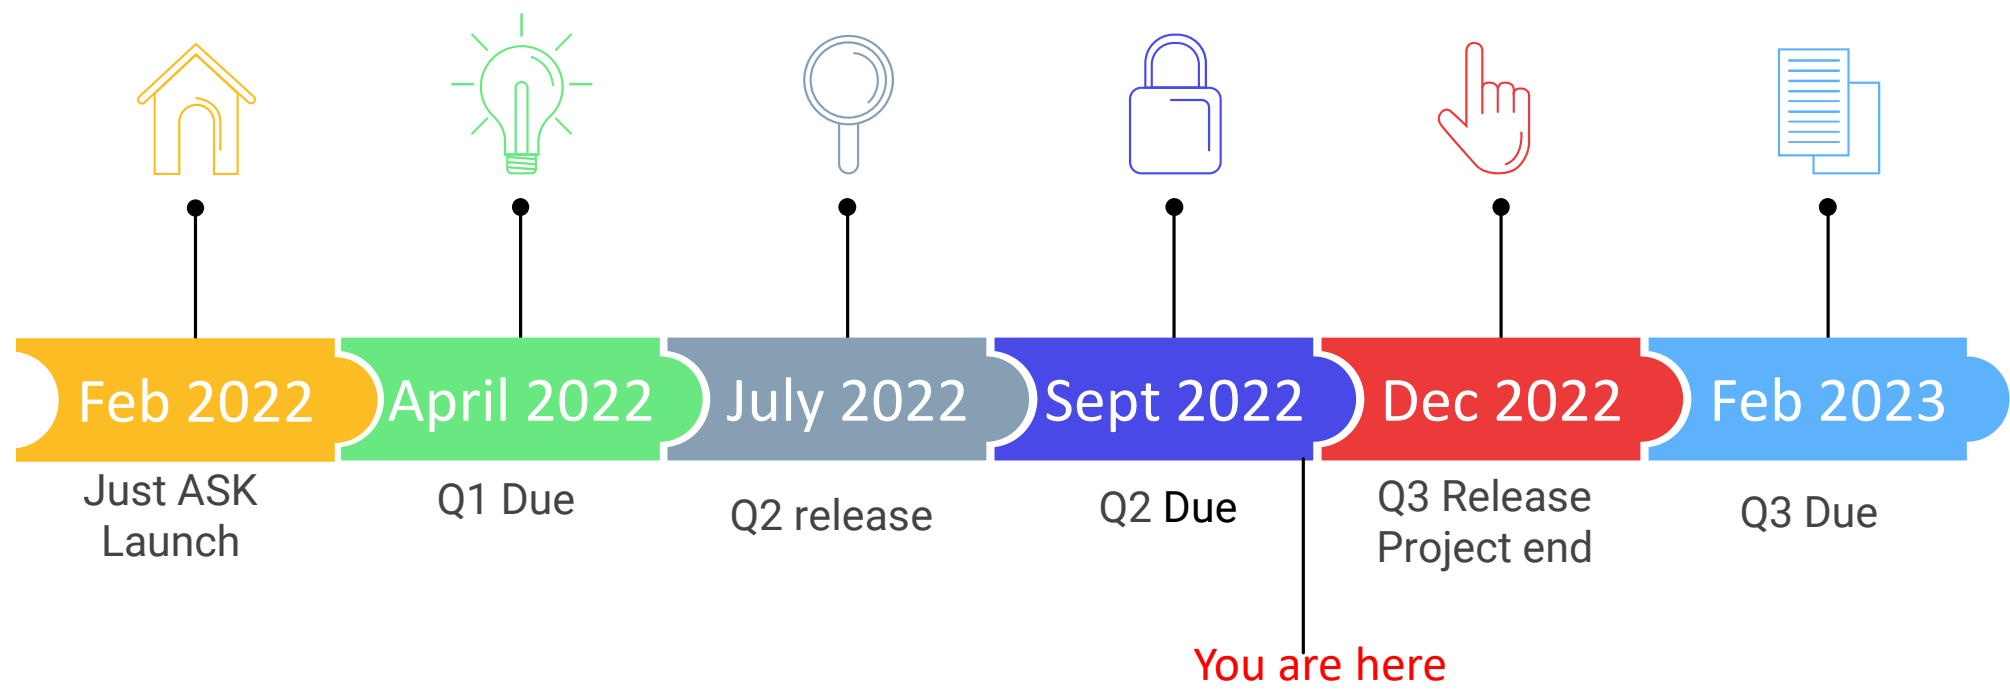 Feb 2022
April 2022
July 2022
Sept 2022
Dec 2022
Feb 2023
Just ASK
Launch
Q1 Due
Q2 release
Q2 Due
Q3 Release
Project end
Q3 Due
You are here